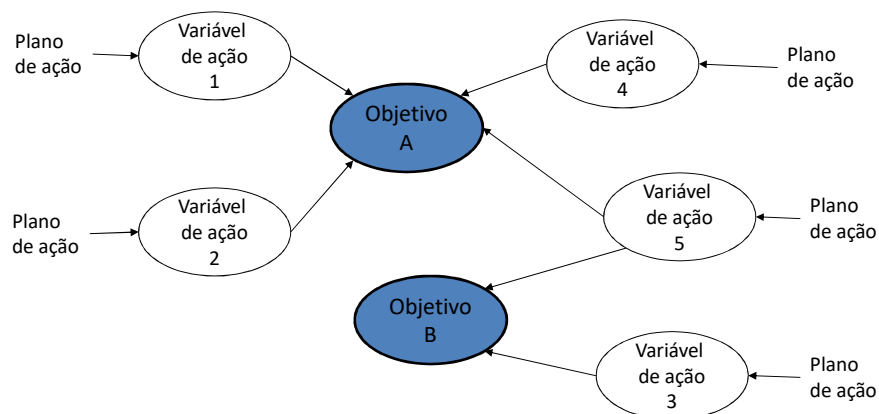 Plano
de ação
Variável
de ação
1
Variável
de ação
4
Plano
de ação
Objetivo
A
Plano
de ação
Variável
de ação
2
Variável
de ação
5
Plano
de ação
Objetivo
B
Variável
de ação
3
Plano
de ação